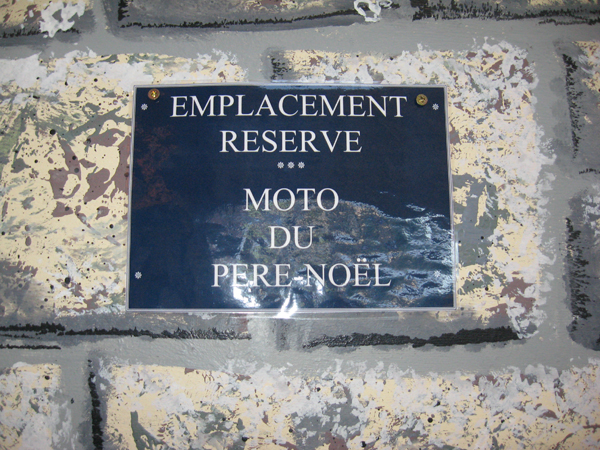 EMPLACEMENT
RESERVE
***
MOTO
DU
PERE-NOËL